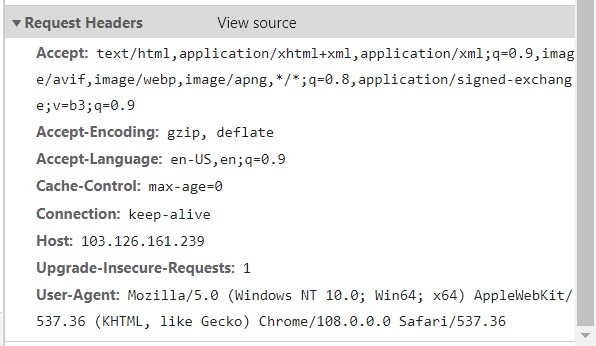 Request Headers View source
Accept: text/html,application/xhtml+xml,application/xml;q=0.9,imag
e/avif,image/webp,image/apng,*/*;q=0.8,application/signed-exchang
e;v=b3;q=0.9
Accept-Encoding: gzip, deflate
Accept-Language: en-US,en;q=0.9
Cache-Control: max-age=0
Connection: keep-alive
Host: 103.126.161.239
Upgrade-Insecure-Requests: 1
User-Agent: Mozilla/5.0 (Windows NT 10.0; Win64; x64) AppleWebKit/
537.36 (KHTML, like Gecko) Chrome/108.0.0.0 Safari/537.36